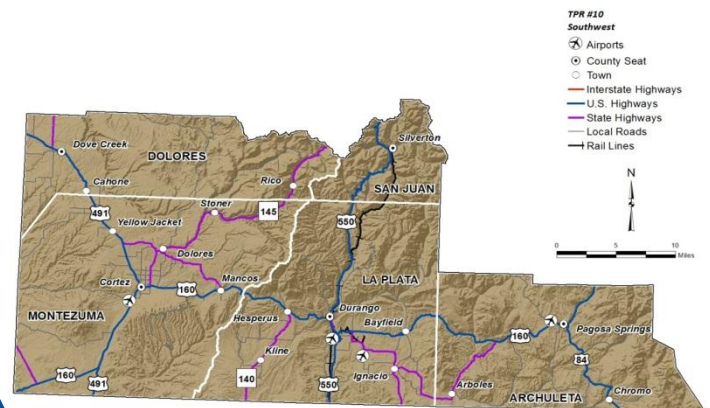 TPR #10
Southwest
Airports
County Seat
Town
Interstate Highways
U.S. Highways
State Highways
Local Roads
Rail Lines
N
0 5 10
Miles
Silverton
Dove Creek
DOLORES
Cahone
Rico
SAN JUAN
491
Stoner
145
Yellow Jacket
550
Dolores
LA PLATA
Cortez
160
Mancos
MONTEZUMA
Hesperus
Durango
Bayfield
160
Pagosa Springs
Kline
84
160
491
140
550
Ignacio
Arboles
Chromo
ARCHULETA